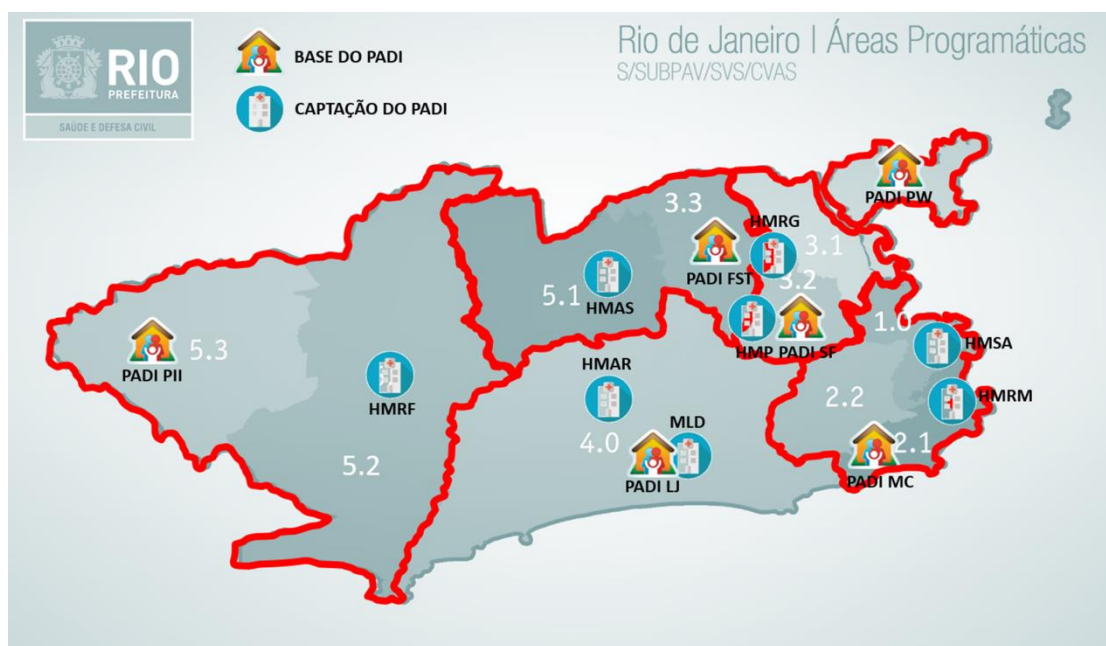 RIO
PREFEITURA
SAÚDE E DEFESA CIVIL
BASE DO PADI
CAPTAÇÃO DO PADI
Rio de Janeiro | Áreas Programáticas
S/SUBPAV/SVS/CVAS
PADI PW
3.3
HMRG
3.1
PADI FST
3.2
5.1
HMAS
1.0
HMP
PADI SF
HMSA
5.3
PADI PII
HMRF
HMAR
HMRM
2.2
MLD
4.0
2.1
PADI LJ
PADI MC
5.2